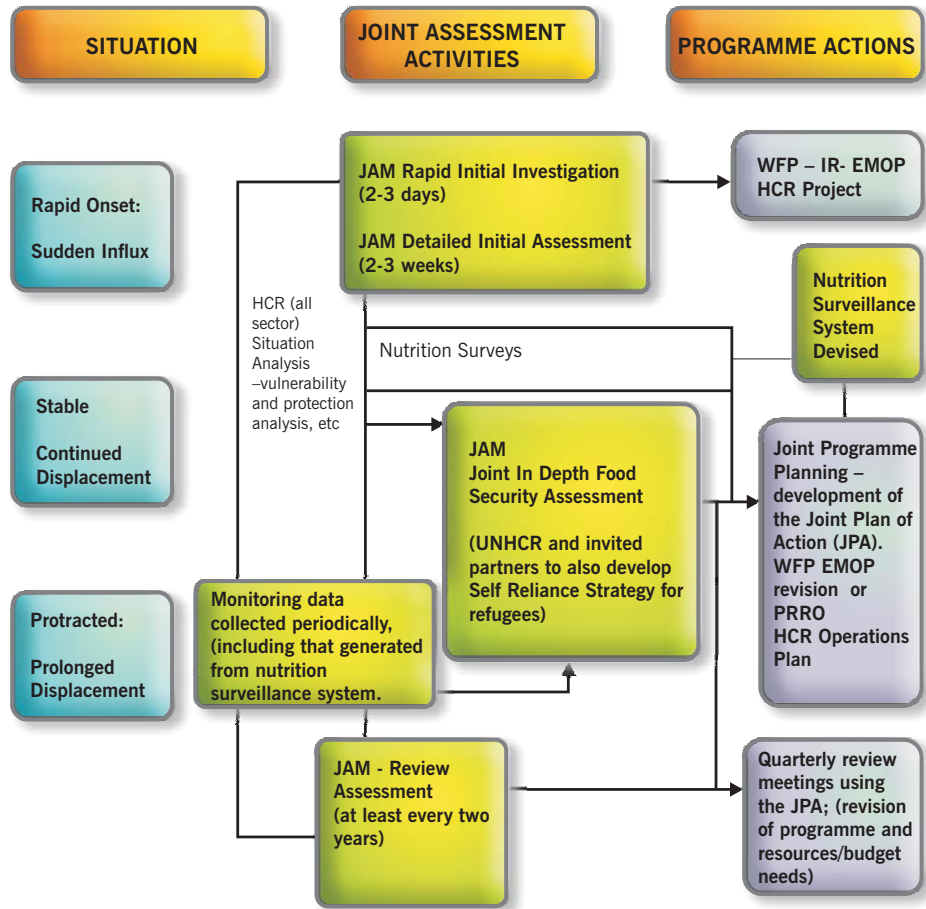 SITUATION
JOINT ASSESSMENT
ACTIVITIES
PROGRAMME ACTIONS
Rapid Onset:
Sudden Influx
JAM Rapid Initial Investigation
(2-3 days)
JAM Detailed Initial Assessment
(2-3 weeks)
WFP – IR- EMOP
HCR Project
HCR (all
sector)
Situation
Analysis
–vulnerability
and protection
analysis, etc
Nutrition Surveys
Nutrition
Surveillance
System
Devised
Stable
Continued
Displacement
JAM
Joint In Depth Food
Security Assessment
(UNHCR and invited
partners to also develop
Self Reliance Strategy for
refugees)
Joint Programme
Planning –
development of
the Joint Plan of
Action (JPA).
WFP EMOP
revision or
PRRO
HCR Operations
Plan
Protracted:
Prolonged
Displacement
Monitoring data
collected periodically,
(including that generated
from nutrition
surveillance system.
JAM - Review
Assessment
(at least every two
years)
Quarterly review
meetings using
the JPA; (revision
of programme and
resources/budget
needs)